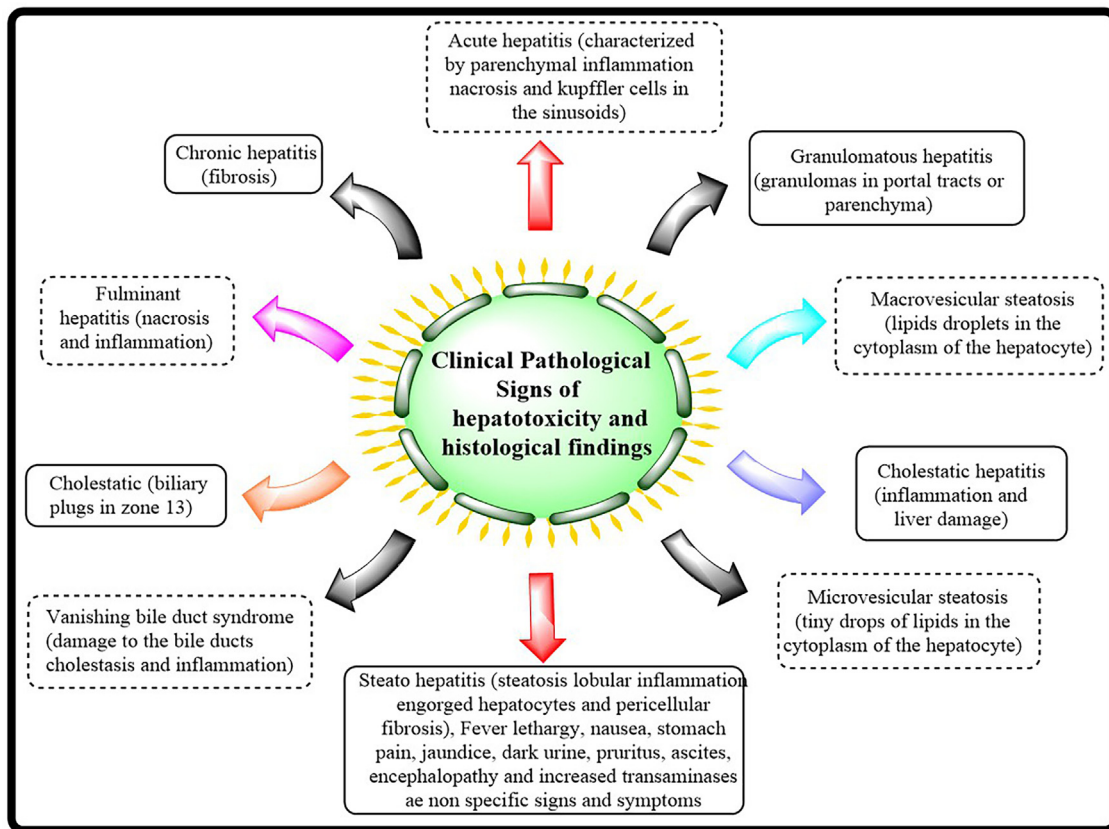 Acute hepatitis (characterized
by parenchymal inflammation
nacrosis and kupffler cells in
the sinusoids)
Chronic hepatitis
(fibrosis)
Granulomatous hepatitis
(granulomas in portal tracts or
parenchyma)
Fulminant
hepatitis (nacrosis
and inflammation)
Macrovesicular steatosis
(lipids droplets in the
cytoplasm of the hepatocyte)
Clinical Pathological
Signs of
hepatotoxicity and
histological findings
Cholestatic (biliary
plugs in zone 13)
Cholestatic hepatitis
(inflammation and
liver damage)
Vanishing bile duct syndrome
(damage to the bile ducts
cholestasis and inflammation)
Microvesicular steatosis
(tiny drops of lipids in the
cytoplasm of the hepatocyte)
Steato hepatitis (steatosis lobular inflammation
engorged hepatocytes and pericellular
fibrosis), Fever lethargy, nausea, stomach
pain, jaundice, dark urine, pruritus, ascites,
encephalopathy and increased transaminases
ae non specific signs and symptoms